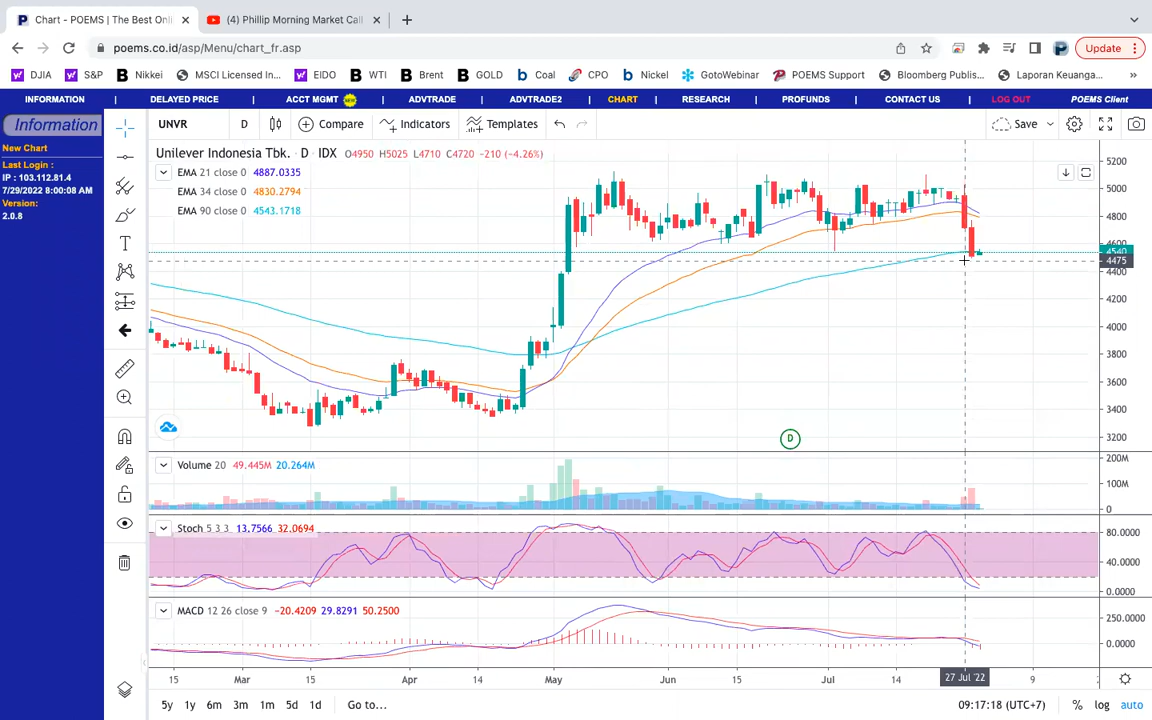 Chart - POEMS | The Best Onli
(4) Phillip Morning Market Call
poems.co.id/asp/Menu/chart_fr.asp
Update
DJIA
S&P
Nikkei
MSCI Licensed In...
EIDO
WTI
Brent
GOLD
Coal
CPO
Nickel
GotoWebinar
POEMS Support
Bloomberg Publis...
Laporan Keuanga...
INFORMATION | DELAYED PRICE | ACCT MGMT | ADVTRADE | ADVTRADE2 | CHART | RESEARCH | PROFUNDS | CONTACT US | LOG OUT POEMS Client
Information
New Chart
Last Login :
IP : 103.112.81.4
7/29/2022 8:00:08 AM
Version:
2.0.8
UNVR D Compare Indicators Templates Save
Unilever Indonesia Tbk. · D · IDX O4950 H5025 L4710 C4720 −210 (−4.26%)
EMA 21 close 0 4887.0335
EMA 34 close 0 4830.2794
EMA 90 close 0 4543.1718
5200
5000
4800
4600
4540
4475
4400
4200
4000
3800
3600
3400
3200
D
Volume 20 49.445M 20.264M
200M
100M
0
Stoch 5 3 3 13.7566 32.0694
80.0000
40.0000
0.0000
MACD 12 26 close 9 −20.4209 29.8291 50.2500
250.0000
0.0000
15 Mar 15 Apr 14 May Jun 15 Jul 14 27 Jul '22 9
5y 1y 6m 3m 1m 5d 1d Go to... 09:17:18 (UTC+7) % log auto